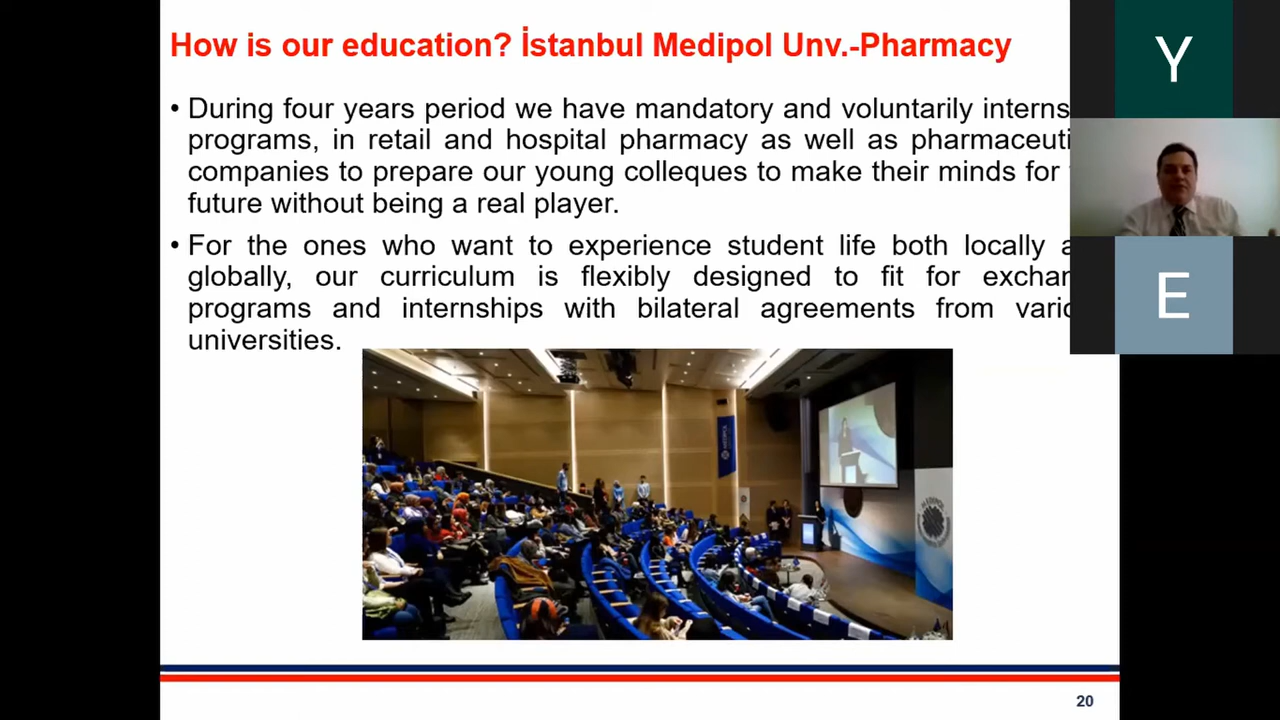 How is our education? İstanbul Medipol Unv.-Pharmacy
• During four years period we have mandatory and voluntarily interns
programs, in retail and hospital pharmacy as well as pharmaceuti
companies to prepare our young colleques to make their minds for
future without being a real player.
• For the ones who want to experience student life both locally a
globally, our curriculum is flexibly designed to fit for exchan
programs and internships with bilateral agreements from vario
universities.
Y
E
MEDİPOL
20